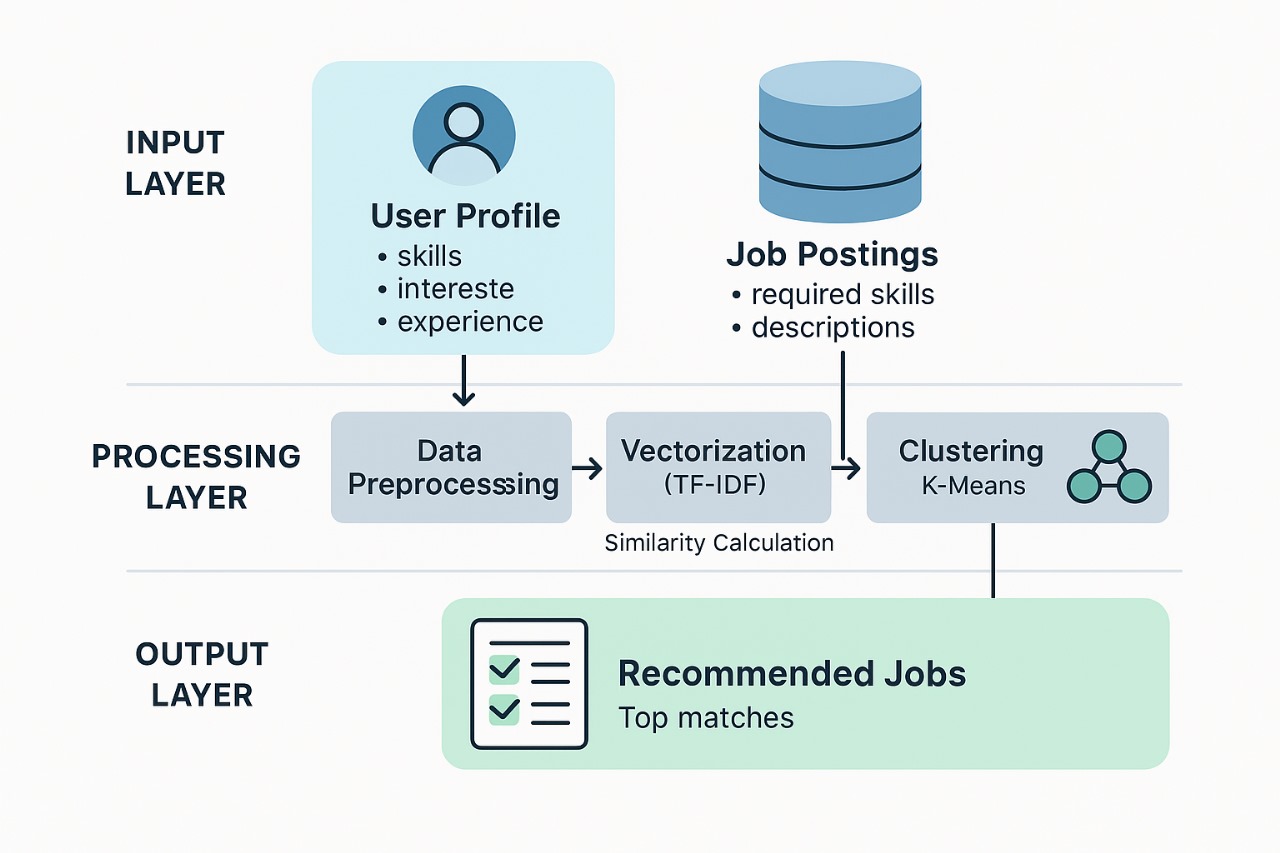 INPUT
LAYER
User Profile
• skills
• intereste
• experience
Job Postings
• required skills
• descriptions
PROCESSING
LAYER
Data
Preprocesssing
Vectorization
(TF-IDF)
Similarity Calculation
Clustering
K-Means
OUTPUT
LAYER
Recommended Jobs
Top matches